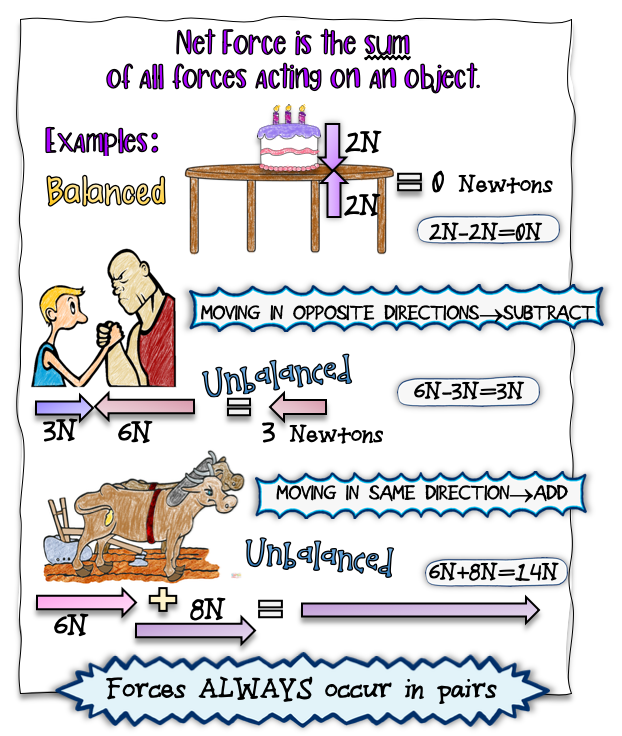 Net Force is the sum
of all forces acting on an object.
Examples:
Balanced
2N
2N
= 0 Newtons
2N-2N=0N
MOVING IN OPPOSITE DIRECTIONS→SUBTRACT
Unbalanced
6N-3N=3N
3N 6N = 3 Newtons
MOVING IN SAME DIRECTION→ADD
Unbalanced
6N+8N=14N
6N + 8N =
Forces ALWAYS occur in pairs